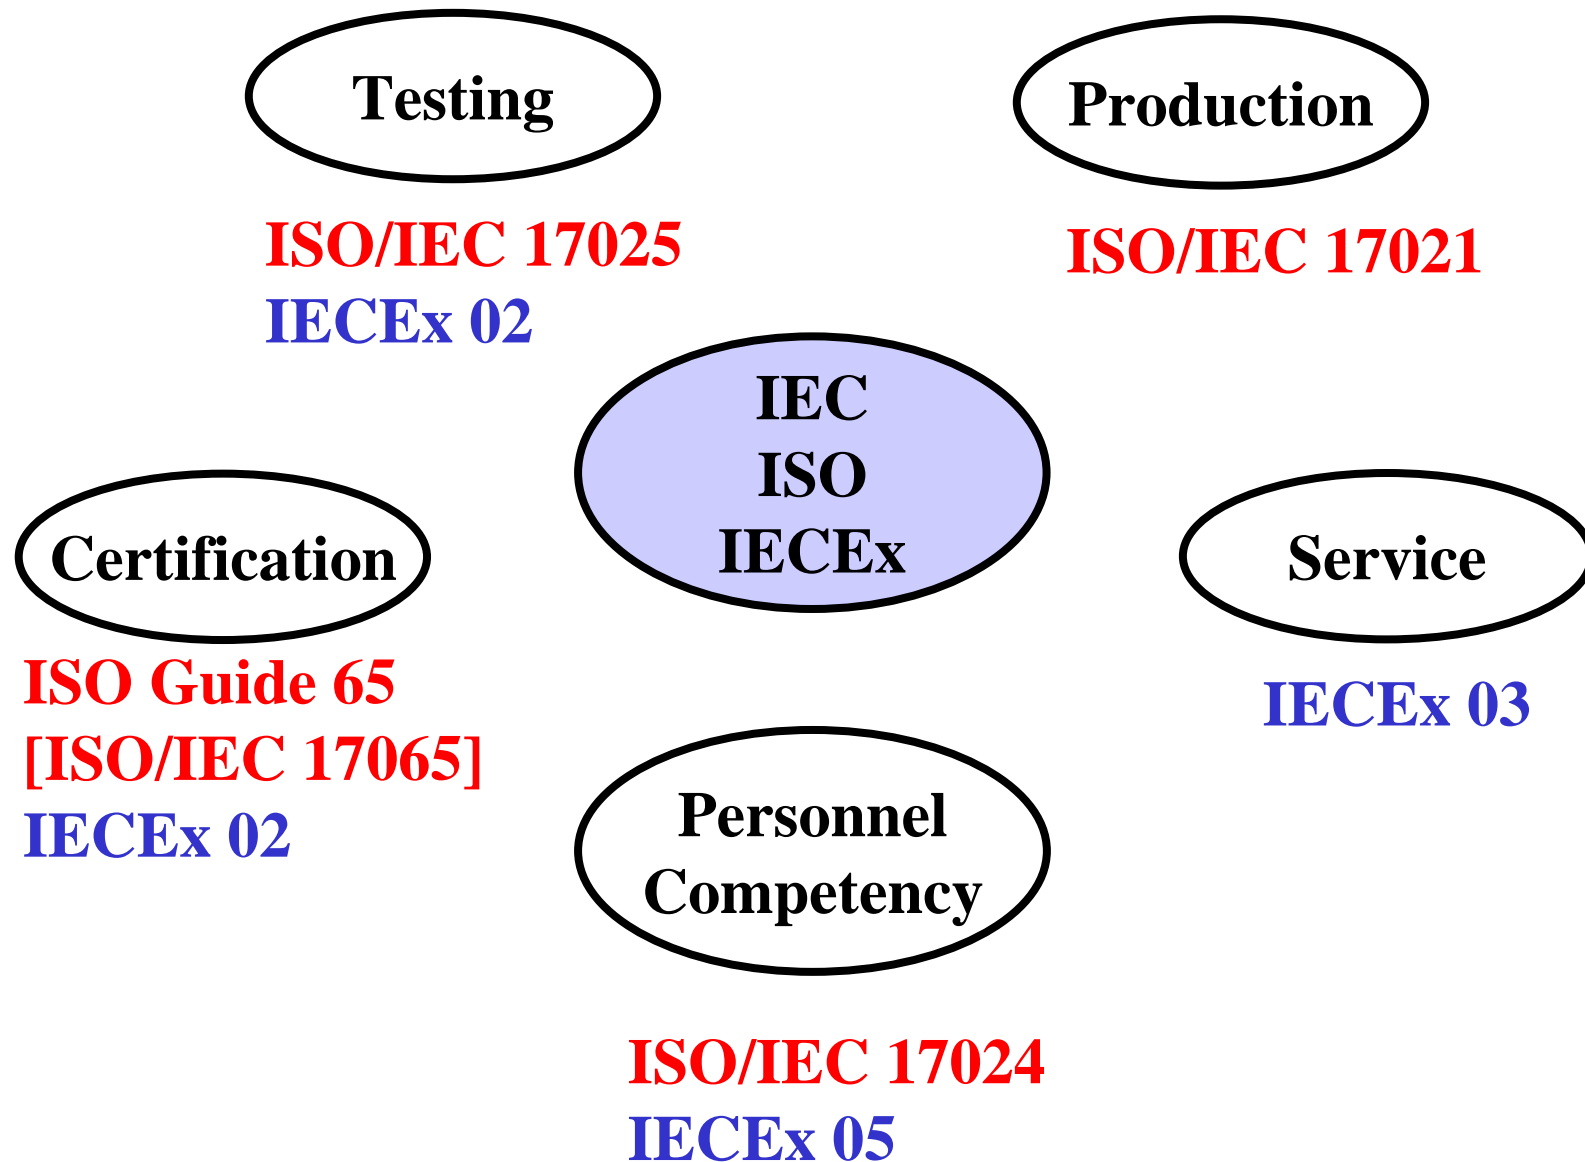 Testing
ISO/IEC 17025
IECEx 02
Production
ISO/IEC 17021
IEC
ISO
IECEx
Certification
ISO Guide 65
[ISO/IEC 17065]
IECEx 02
Service
IECEx 03
Personnel
Competency
ISO/IEC 17024
IECEx 05